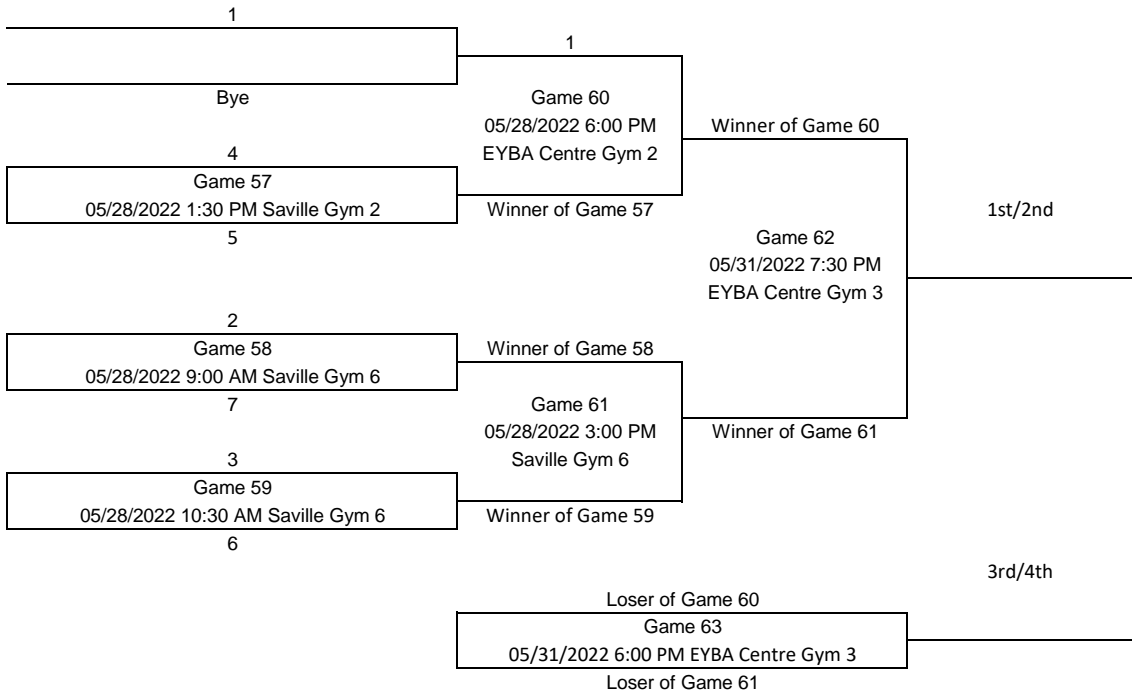 1
Bye
4
Game 57
05/28/2022 1:30 PM Saville Gym 2
5
2
Game 58
05/28/2022 9:00 AM Saville Gym 6
7
3
Game 59
05/28/2022 10:30 AM Saville Gym 6
6
1
Game 60
05/28/2022 6:00 PM
EYBA Centre Gym 2
Winner of Game 57
Winner of Game 58
Game 61
05/28/2022 3:00 PM
Saville Gym 6
Winner of Game 59
Winner of Game 60
Game 62
05/31/2022 7:30 PM
EYBA Centre Gym 3
Winner of Game 61
1st/2nd
Loser of Game 60
Game 63
05/31/2022 6:00 PM EYBA Centre Gym 3
Loser of Game 61
3rd/4th